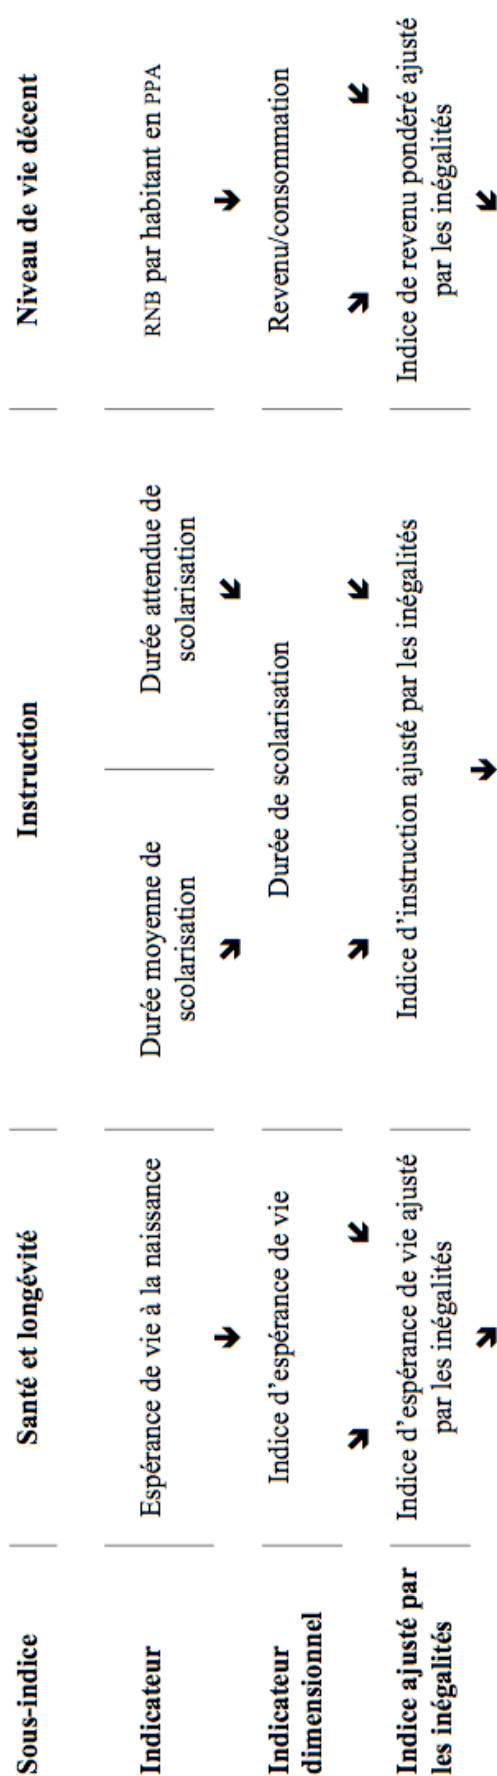 Sous-indice
Santé et longévité
Instruction
Niveau de vie décent
Indicateur
Espérance de vie à la naissance
Durée moyenne de
scolarisation
Durée attendue de
scolarisation
RNB par habitant en PPA
Indicateur
dimensionnel
Indice d’espérance de vie
Durée de scolarisation
Revenu/consommation
Indice ajusté par
les inégalités
Indice d’espérance de vie ajusté
par les inégalités
Indice d’instruction ajusté par les inégalités
Indice de revenu pondéré ajusté
par les inégalités